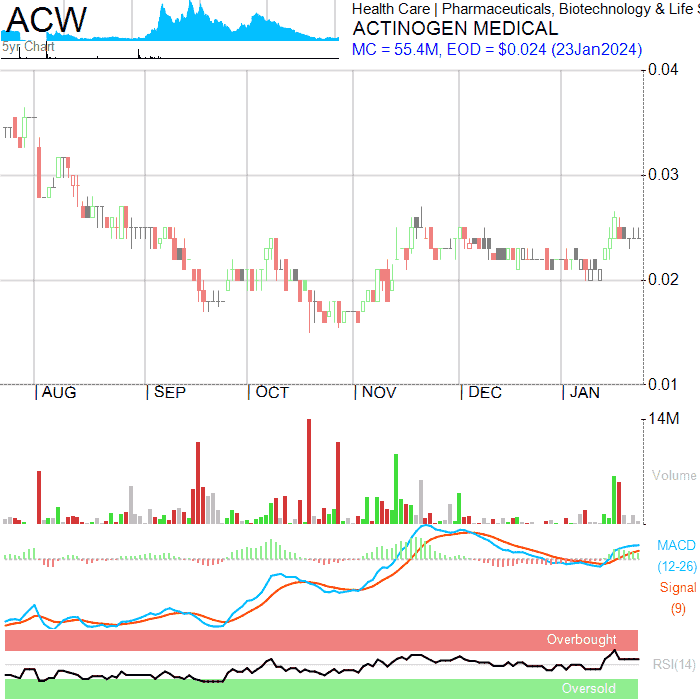 ACW
Health Care | Pharmaceuticals, Biotechnology & Life S
ACTINOGEN MEDICAL
5yr Chart
MC = 55.4M, EOD = $0.024 (23Jan2024)
0.04
0.03
0.02
0.01
AUG SEP OCT NOV DEC JAN
14M
Volume
MACD
(12-26)
Signal
(9)
Overbought
RSI(14)
Oversold